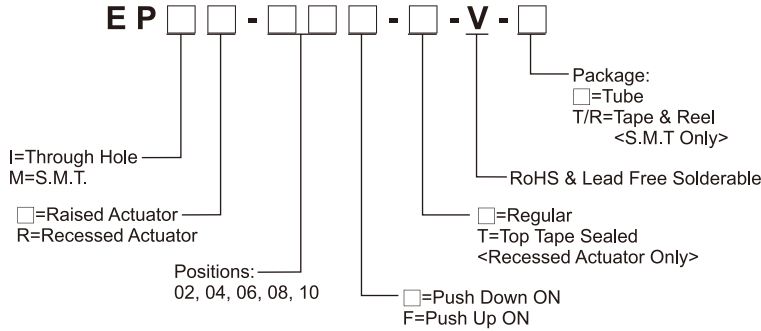 EP□□-□□□-□-V-□
Package:
□=Tube
T/R=Tape & Reel
<S.M.T Only>
I=Through Hole
M=S.M.T.
RoHS & Lead Free Solderable
□=Raised Actuator
R=Recessed Actuator
□=Regular
T=Top Tape Sealed
<Recessed Actuator Only>
Positions:
02, 04, 06, 08, 10
□=Push Down ON
F=Push Up ON